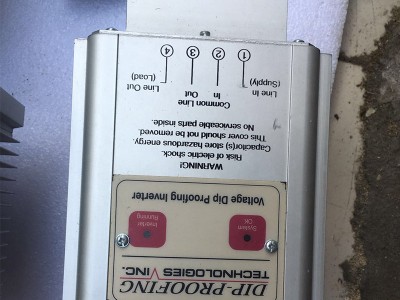 DIP-PROOFING
TECHNOLOGIES INC.
System
OK
Inverter
Running
Voltage Dip Proofing Inverter
WARNING!
Risk of electric shock.
Capacitor(s) store hazardous energy.
This cover should not be removed.
No serviceable parts inside.
Common Line
Line In In Out Line Out
(Supply) (Load)
1 2 3 4